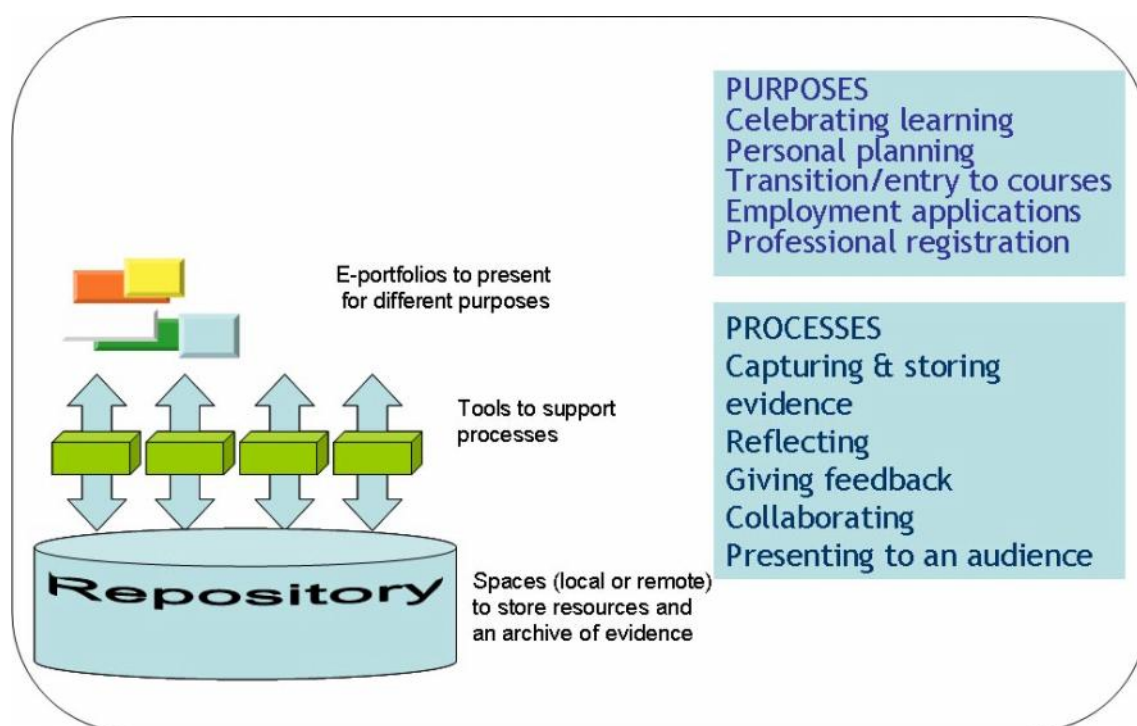 PURPOSES
Celebrating learning
Personal planning
Transition/entry to courses
Employment applications
Professional registration
E-portfolios to present
for different purposes
PROCESSES
Capturing & storing
evidence
Reflecting
Giving feedback
Collaborating
Presenting to an audience
Tools to support
processes
Repository
Spaces (local or remote)
to store resources and
an archive of evidence